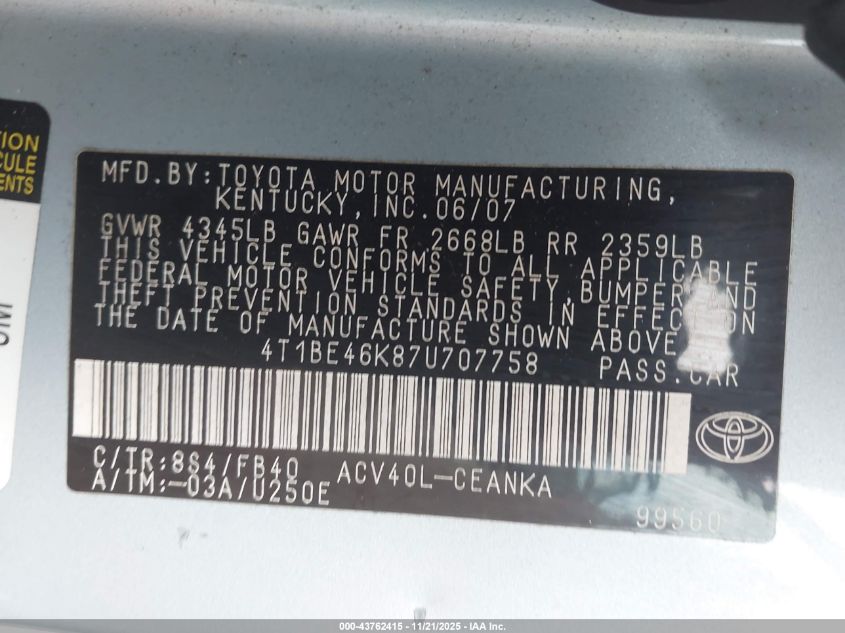 TION
CULE
ENTS
MFD.BY:TOYOTA MOTOR MANUFACTURING,
KENTUCKY,INC.06/07
GVWR 4345LB GAWR FR 2668LB RR 2359LB
THIS VEHICLE CONFORMS TO ALL APPLICABLE
FEDERAL MOTOR VEHICLE SAFETY,BUMPER,AND
THEFT PREVENTION STANDARDS IN EFFECT ON
THE DATE OF MANUFACTURE SHOWN ABOVE.
4T1BE46K87U707758 PASS.CAR
C/TR:8S4/FB40 ACV40L-CEANKA
A/TM:-03A/U250E
99560
000-43762415 - 11/21/2025 - IAA Inc.